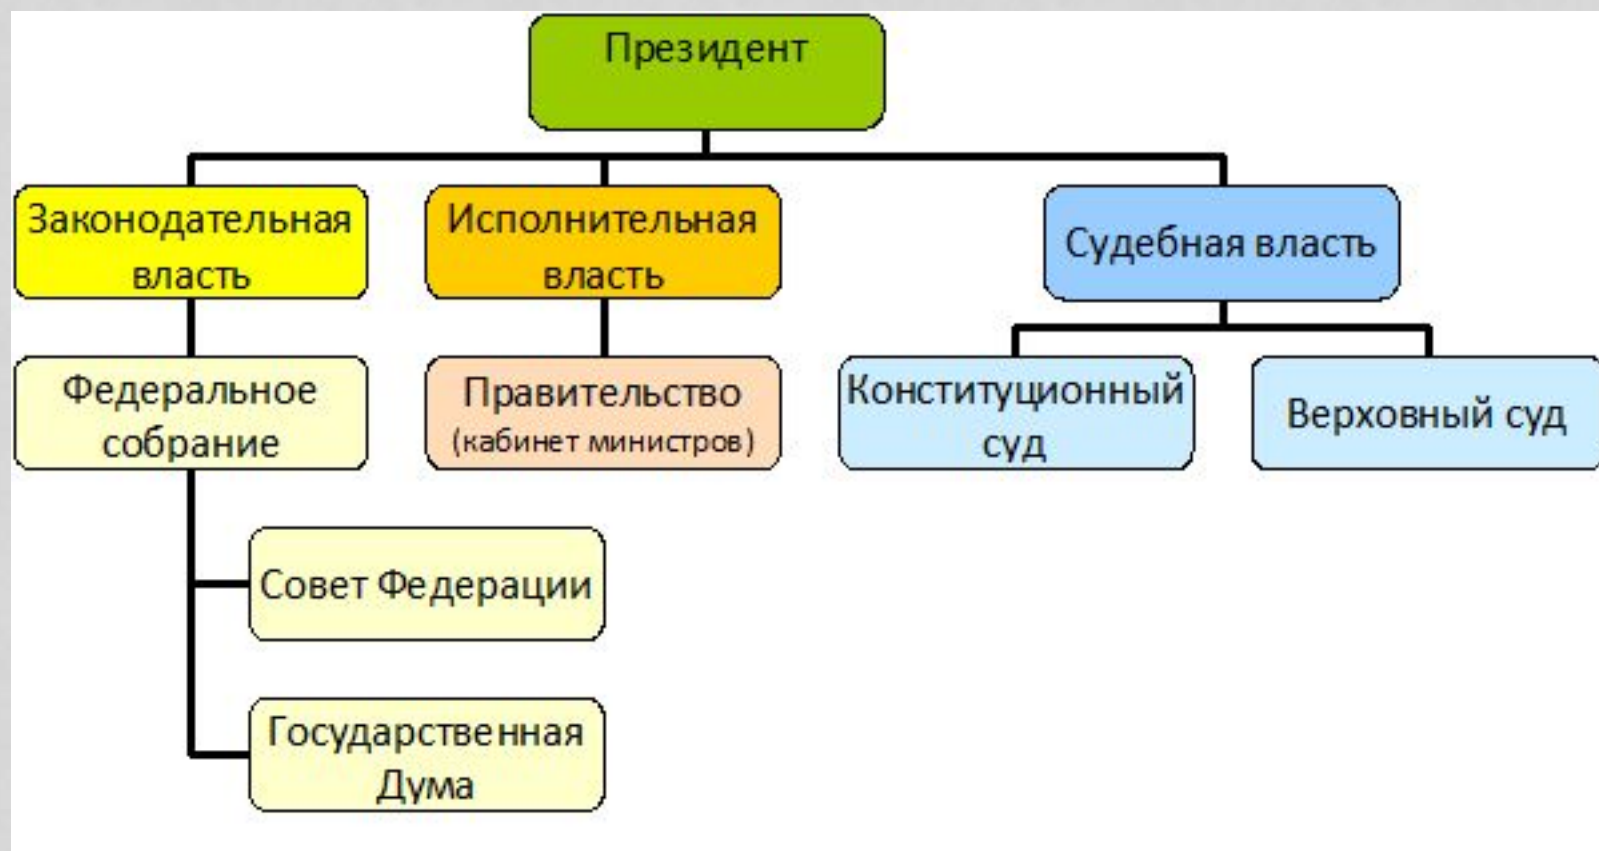 Президент
Законодательная
власть
Исполнительная
власть
Судебная власть
Федеральное
собрание
Правительство
(кабинет министров)
Конституционный
суд
Верховный суд
Совет Федерации
Государственная
Дума